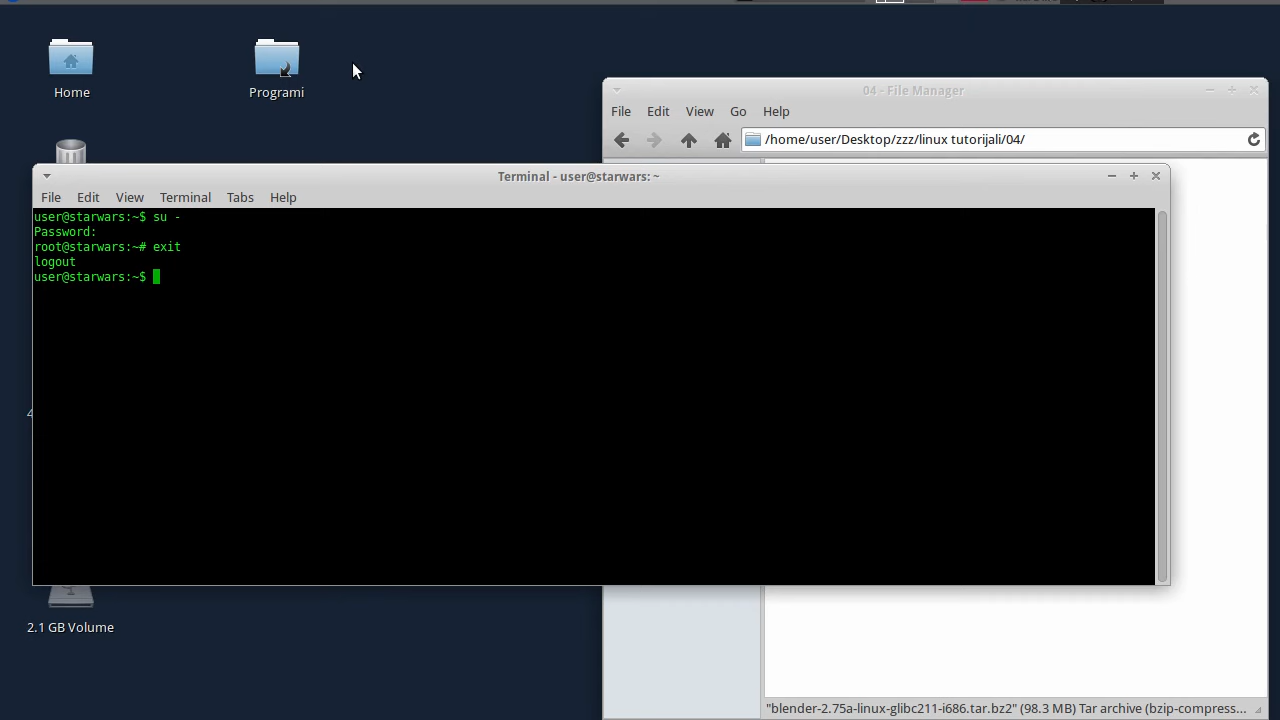 Home
Programi
04 - File Manager
File Edit View Go Help
/home/user/Desktop/zzz/linux tutorijali/04/
Terminal - user@starwars: ~
File Edit View Terminal Tabs Help
user@starwars:~$ su -
Password:
root@starwars:~# exit
logout
user@starwars:~$
4
2.1 GB Volume
"blender-2.75a-linux-glibc211-i686.tar.bz2" (98.3 MB) Tar archive (bzip-compress...